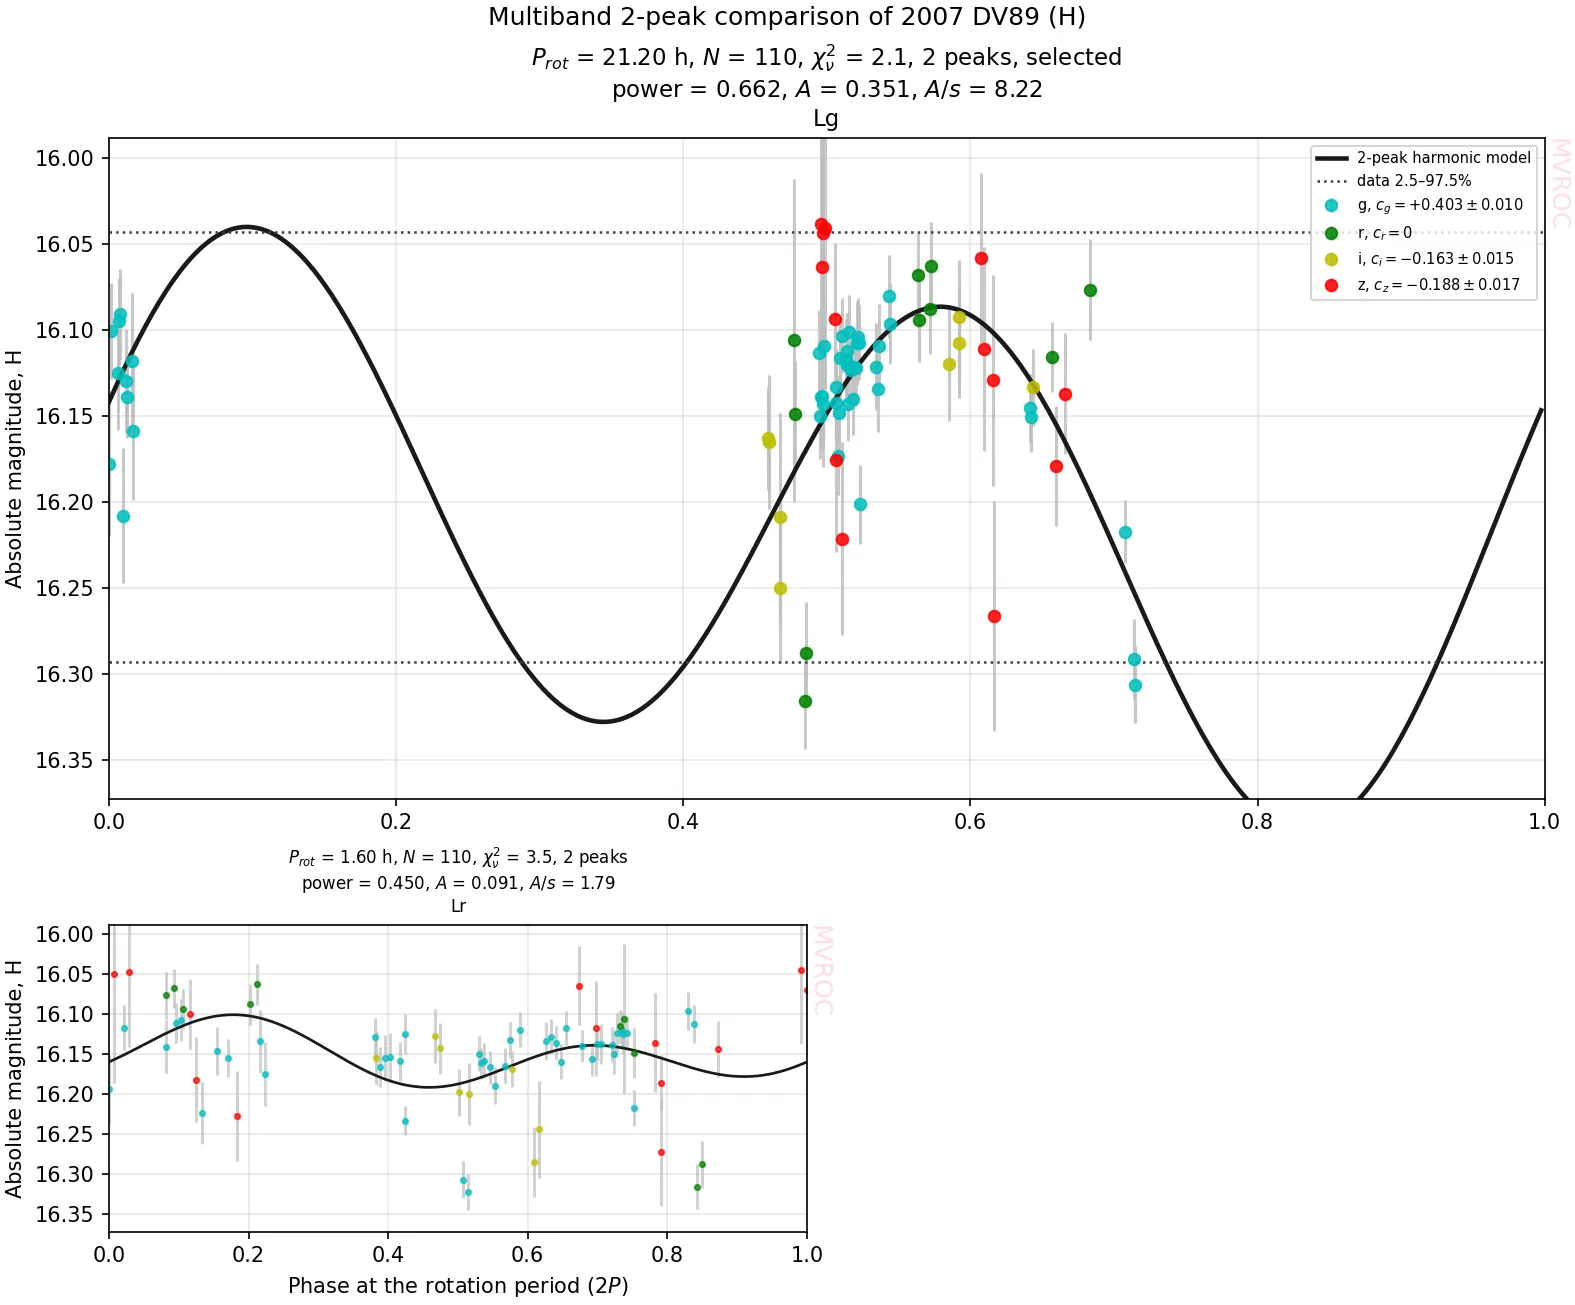 Multiband 2-peak comparison of 2007 DV89 (H)
P_rot = 21.20 h, N = 110, χ²_ν = 2.1, 2 peaks, selected
power = 0.662, A = 0.351, A/s = 8.22
Lg
MVROC
2-peak harmonic model
data 2.5–97.5%
g, c_g = +0.403 ± 0.010
r, c_r = 0
i, c_i = −0.163 ± 0.015
z, c_z = −0.188 ± 0.017
Absolute magnitude, H
16.00
16.05
16.10
16.15
16.20
16.25
16.30
16.35
0.0 0.2 0.4 0.6 0.8 1.0
P_rot = 1.60 h, N = 110, χ²_ν = 3.5, 2 peaks
power = 0.450, A = 0.091, A/s = 1.79
Lr
MVROC
Absolute magnitude, H
16.00
16.05
16.10
16.15
16.20
16.25
16.30
16.35
0.0 0.2 0.4 0.6 0.8 1.0
Phase at the rotation period (2P)